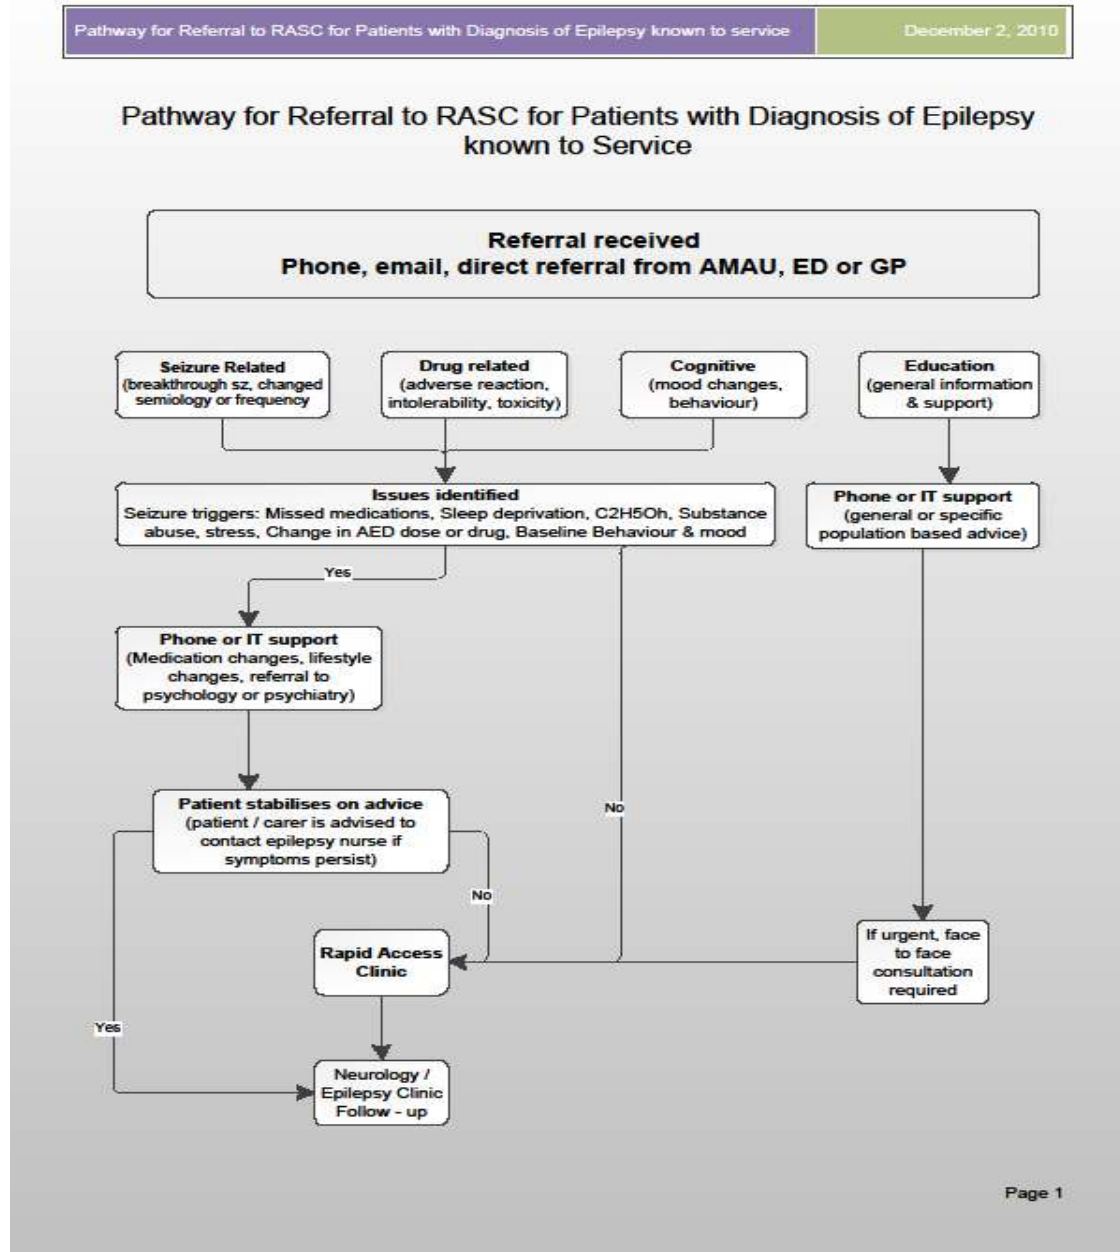 Pathway for Referral to RASC for Patients with Diagnosis of Epilepsy known to service
December 2, 2010
Pathway for Referral to RASC for Patients with Diagnosis of Epilepsy
known to Service
Referral received
Phone, email, direct referral from AMAU, ED or GP
Seizure Related
(breakthrough sz, changed
semiology or frequency
Drug related
(adverse reaction,
intolerability, toxicity)
Cognitive
(mood changes,
behaviour)
Education
(general information
& support)
Issues identified
Seizure triggers: Missed medications, Sleep deprivation, C2H5Oh, Substance
abuse, stress, Change in AED dose or drug, Baseline Behaviour & mood
Phone or IT support
(general or specific
population based advice)
Yes
Phone or IT support
(Medication changes, lifestyle
changes, referral to
psychology or psychiatry)
Patient stabilises on advice
(patient / carer is advised to
contact epilepsy nurse if
symptoms persist)
No
No
Rapid Access
Clinic
If urgent, face
to face
consultation
required
Yes
Neurology /
Epilepsy Clinic
Follow - up
Page 1